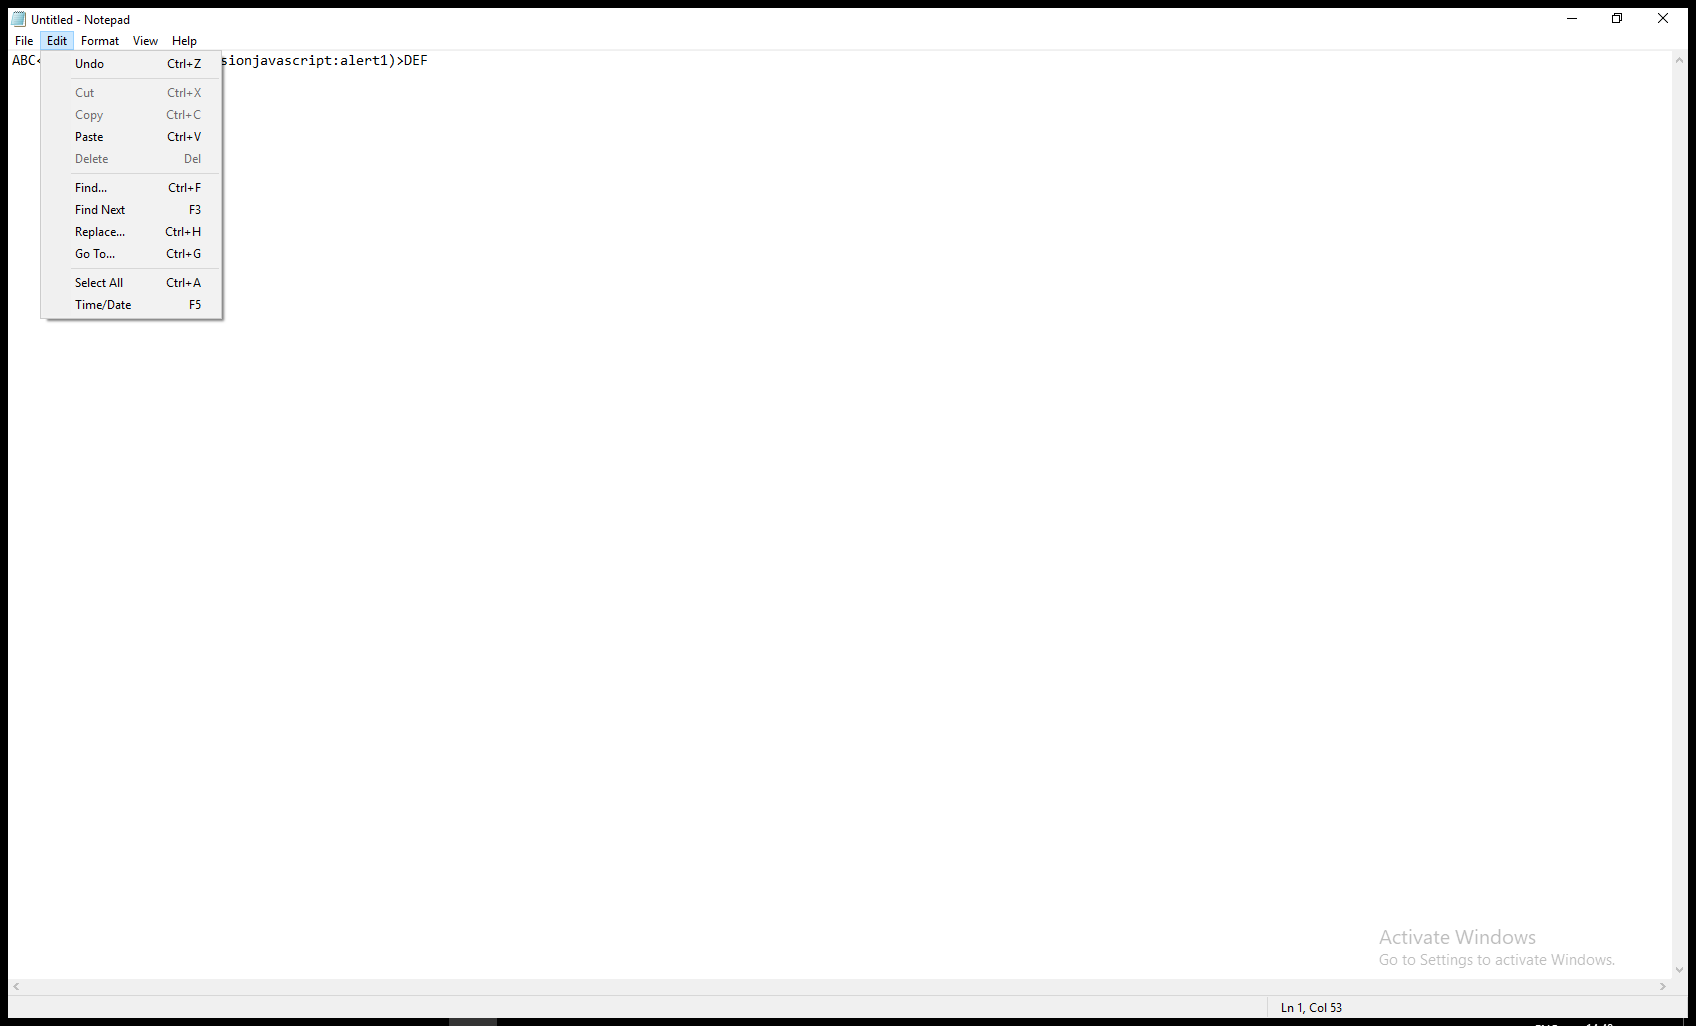 Untitled - Notepad
File Edit Format View Help
ABC< sionjavascript:alert1)>DEF
Undo Ctrl+Z
Cut Ctrl+X
Copy Ctrl+C
Paste Ctrl+V
Delete Del
Find... Ctrl+F
Find Next F3
Replace... Ctrl+H
Go To... Ctrl+G
Select All Ctrl+A
Time/Date F5
Activate Windows
Go to Settings to activate Windows.
Ln 1, Col 53